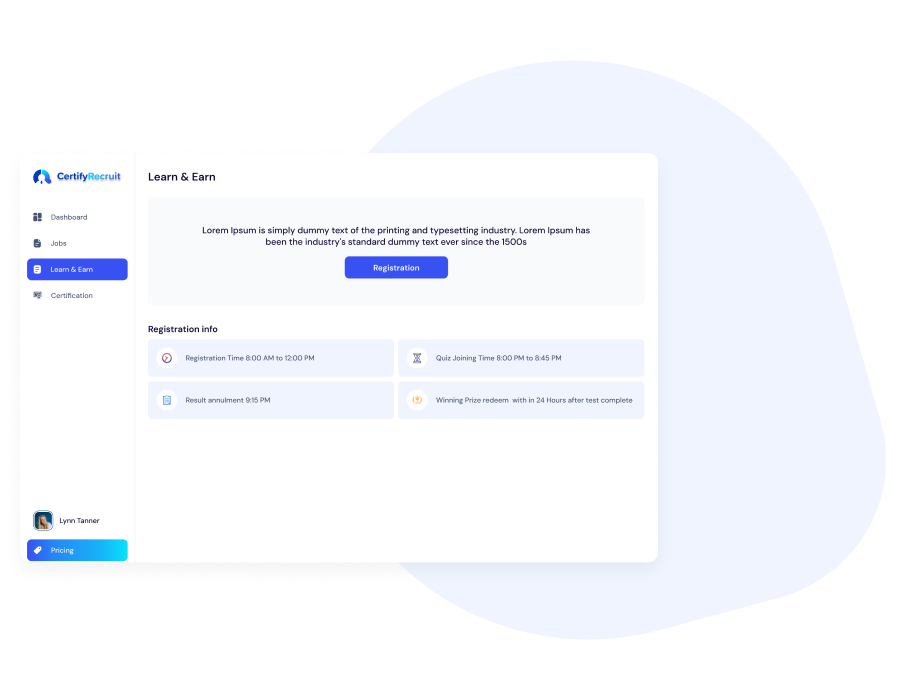 CertifyRecruit
Dashboard
Jobs
Learn & Earn
Certification
Lynn Tanner
Pricing
Learn & Earn
Lorem Ipsum is simply dummy text of the printing and typesetting industry. Lorem Ipsum has
been the industry's standard dummy text ever since the 1500s
Registration
Registration info
Registration Time 8:00 AM to 12:00 PM
Quiz Joining Time 8:00 PM to 8:45 PM
Result annulment 9:15 PM
Winning Prize redeem  with in 24 Hours after test complete